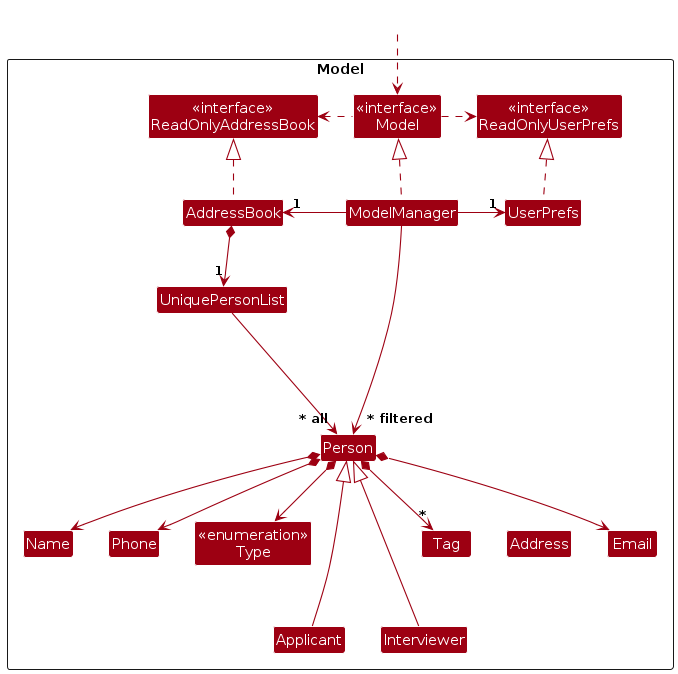 Model
«interface»
ReadOnlyAddressBook
«interface»
Model
«interface»
ReadOnlyUserPrefs
AddressBook
1
ModelManager
1
UserPrefs
1
UniquePersonList
* all
* filtered
Person
*
Name
Phone
«enumeration»
Type
Tag
Address
Email
Applicant
Interviewer